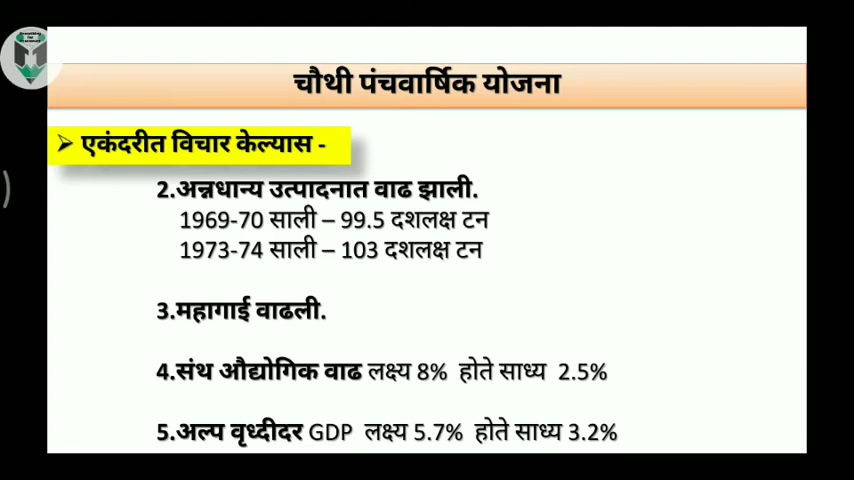 चौथी पंचवार्षिक योजना
➢ एकंदरीत विचार केल्यास -
2.अन्नधान्य उत्पादनात वाढ झाली.
1969-70 साली – 99.5 दशलक्ष टन
1973-74 साली – 103 दशलक्ष टन
3.महागाई वाढली.
4.संथ औद्योगिक वाढ लक्ष्य 8% होते साध्य 2.5%
5.अल्प वृध्दीदर GDP लक्ष्य 5.7% होते साध्य 3.2%